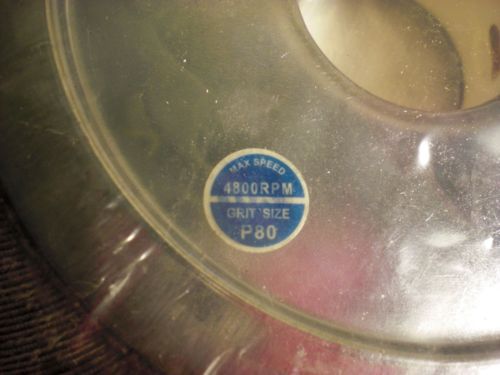 MAX SPEED
4800RPM
GRIT SIZE
P80